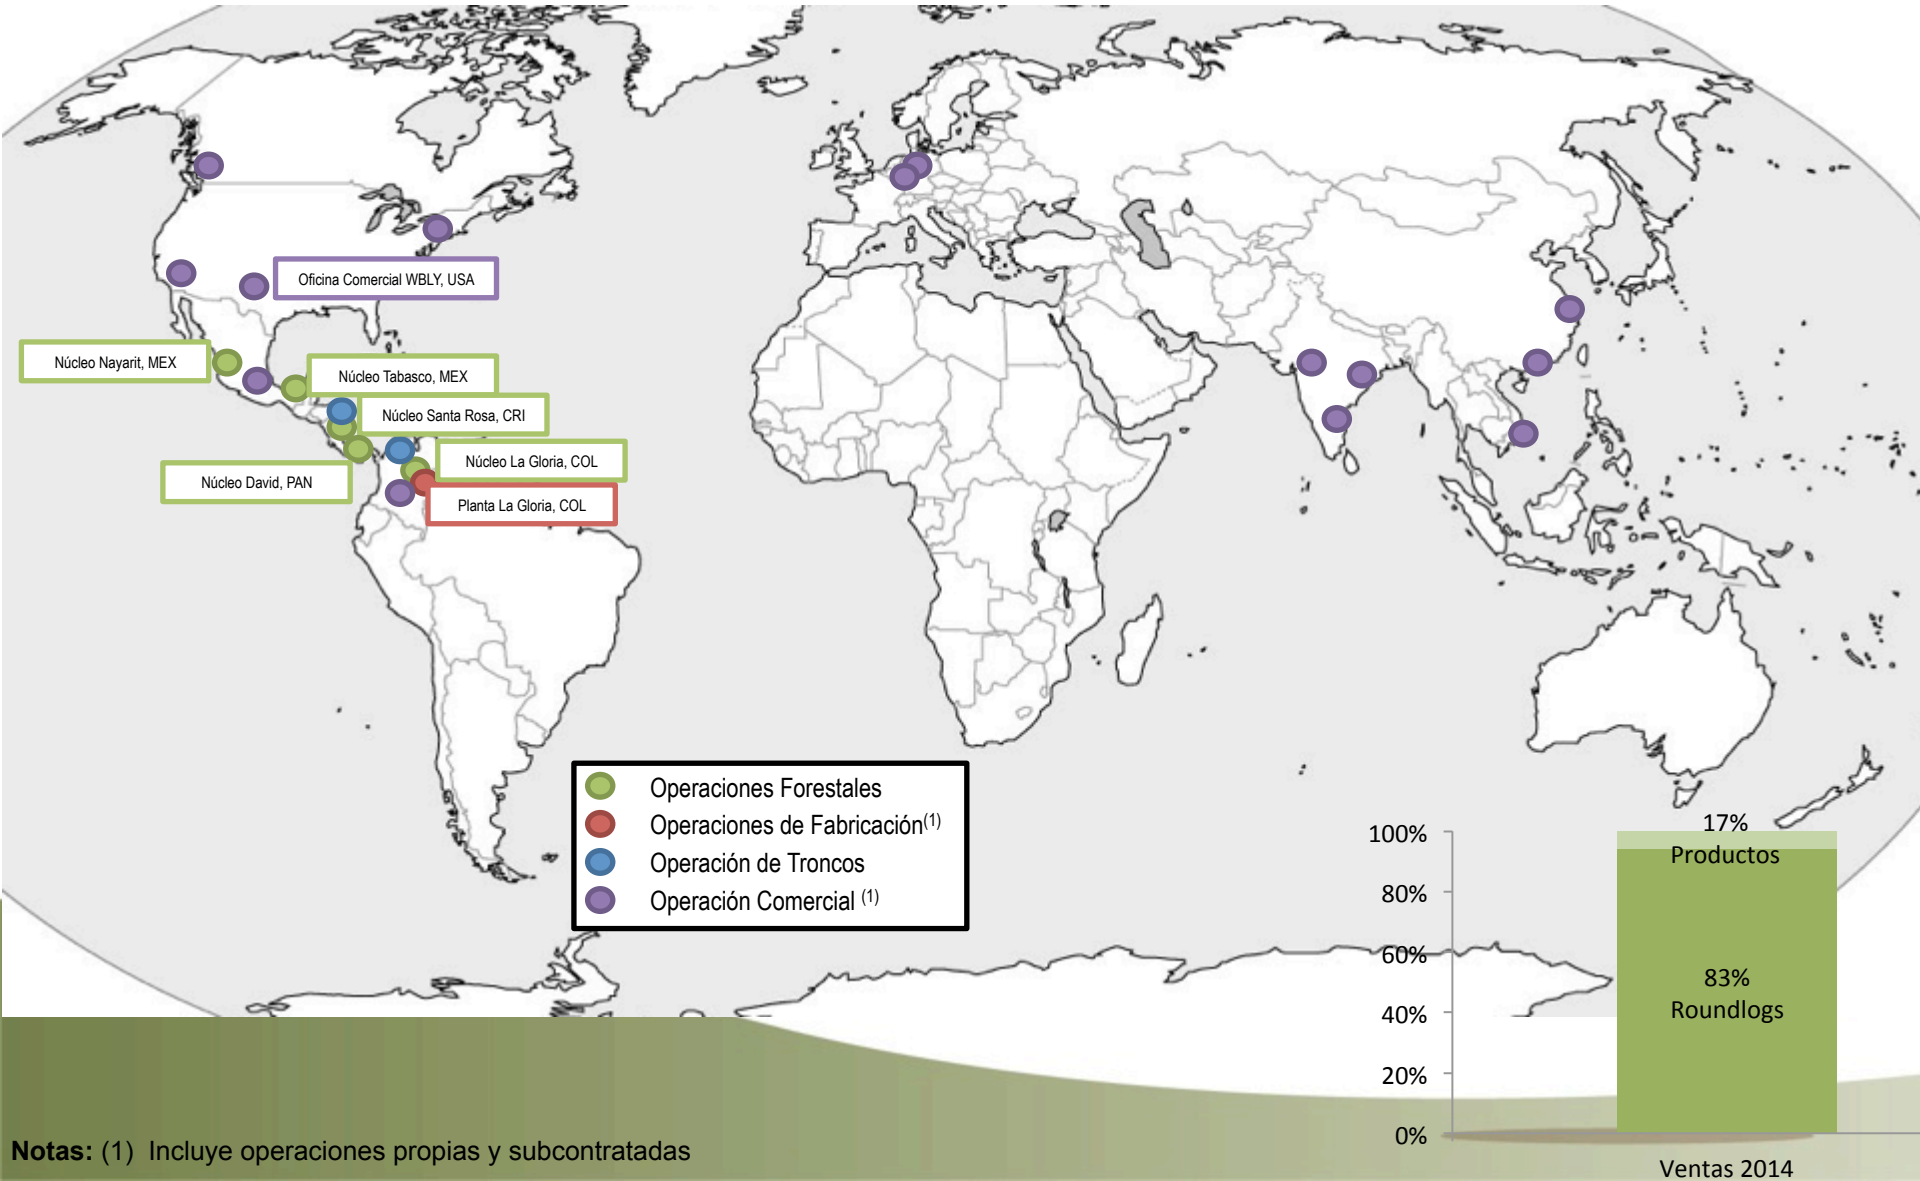 Oficina Comercial WBLY, USA
Núcleo Nayarit, MEX
Núcleo Tabasco, MEX
Núcleo Santa Rosa, CRI
Núcleo La Gloria, COL
Núcleo David, PAN
Planta La Gloria, COL
Operaciones Forestales
Operaciones de Fabricación(1)
Operación de Troncos
Operación Comercial (1)
100%
80%
60%
40%
20%
0%
17%
Productos
83%
Roundlogs
Ventas 2014
Notas: (1) Incluye operaciones propias y subcontratadas